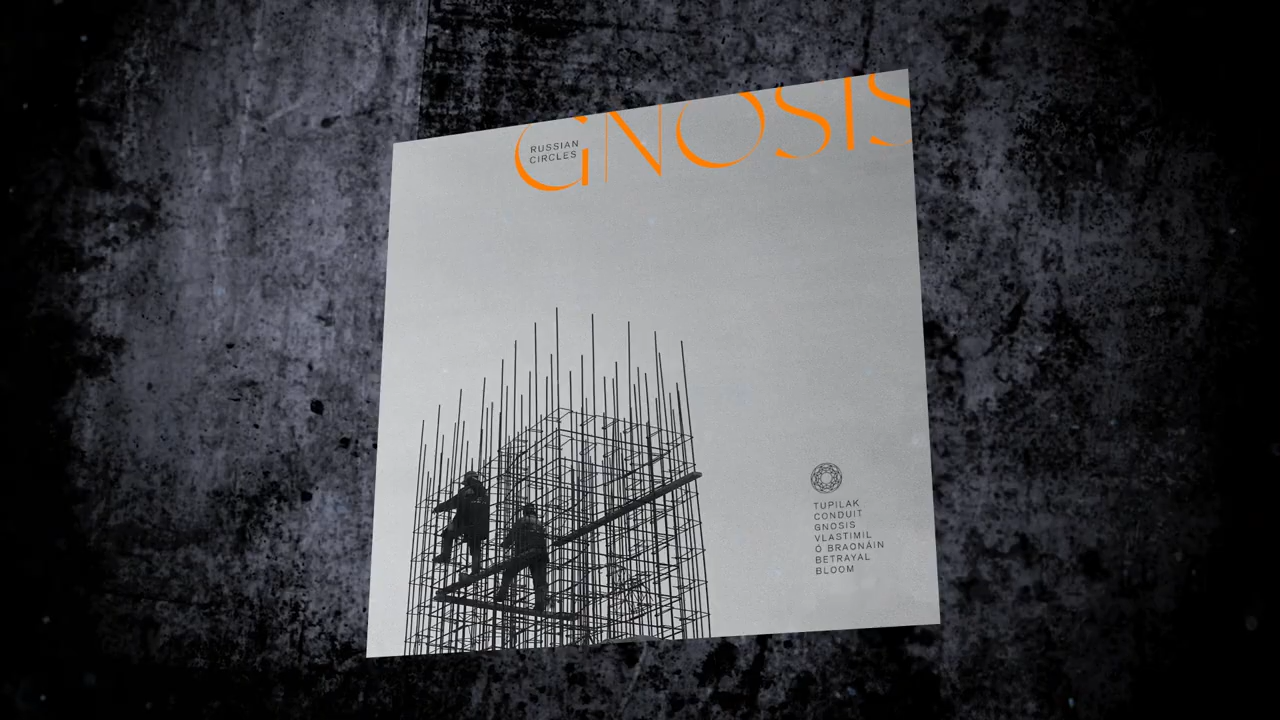 GNOSIS
RUSSIAN
CIRCLES
TUPILAK
CONDUIT
GNOSIS
VLASTIMIL
Ó BRAONÁIN
BETRAYAL
BLOOM